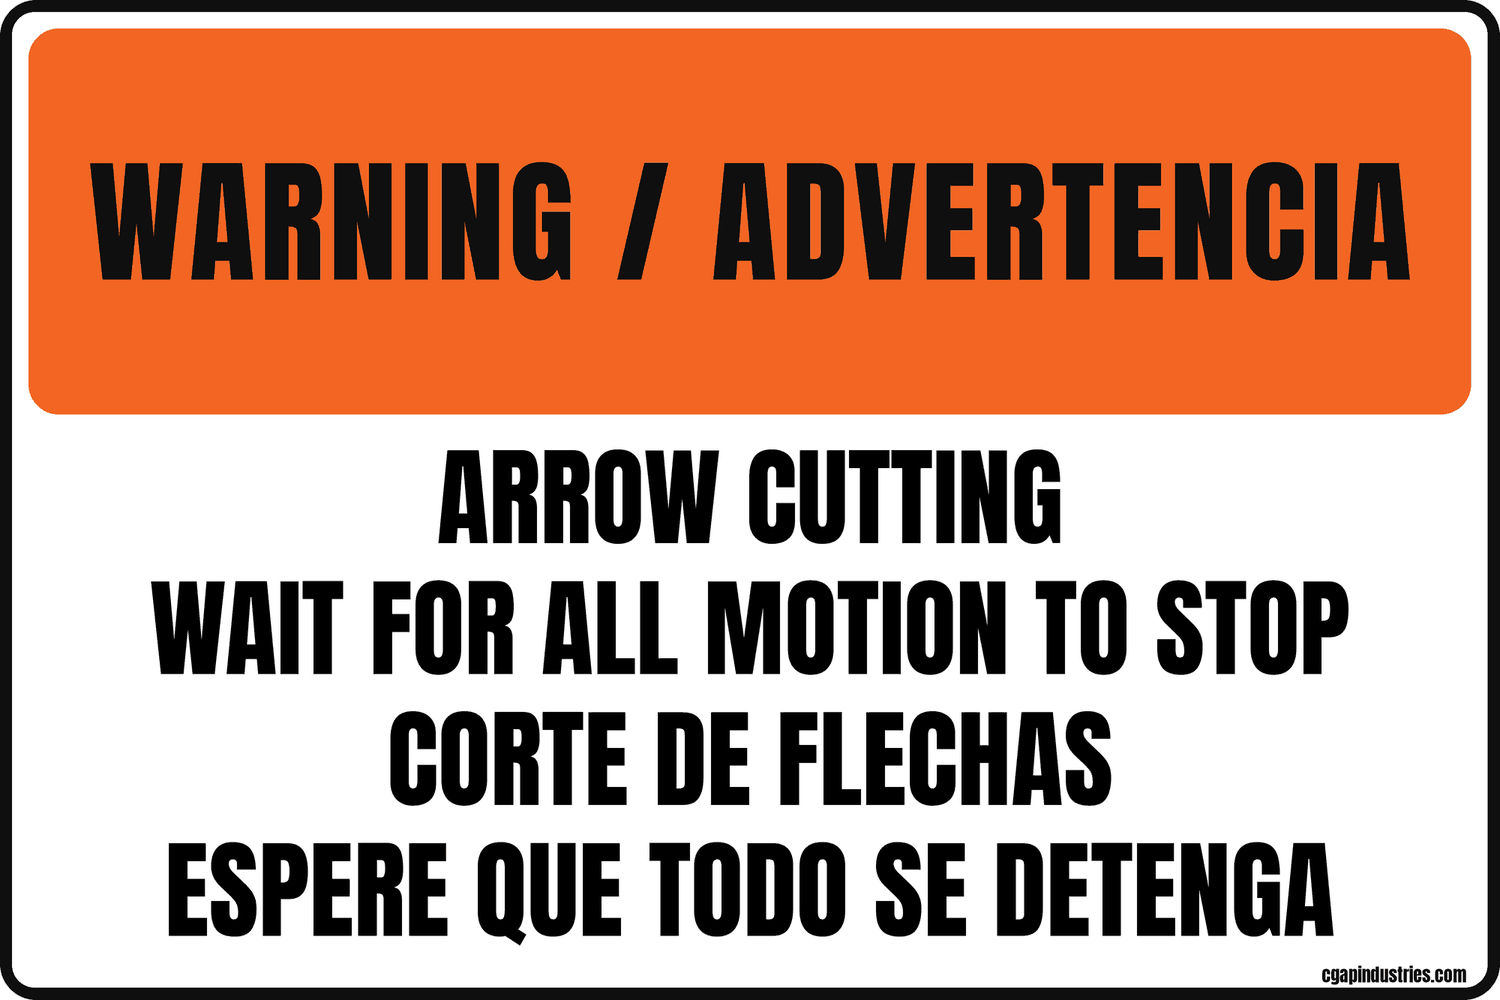 WARNING / ADVERTENCIA
ARROW CUTTING
WAIT FOR ALL MOTION TO STOP
CORTE DE FLECHAS
ESPERE QUE TODO SE DETENGA
cgapindustries.com